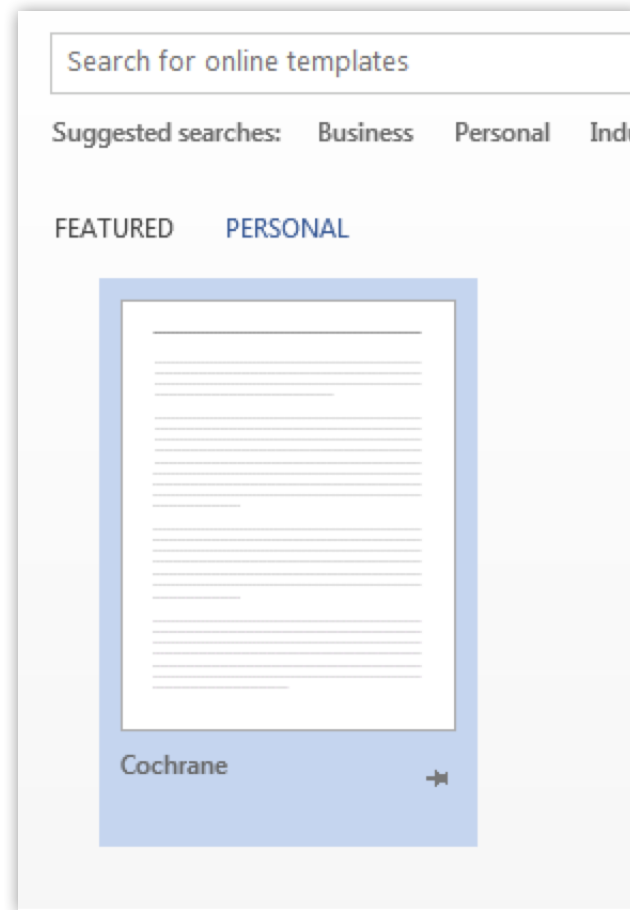 Search for online templates
Suggested searches: Business Personal
FEATURED PERSONAL
Cochrane